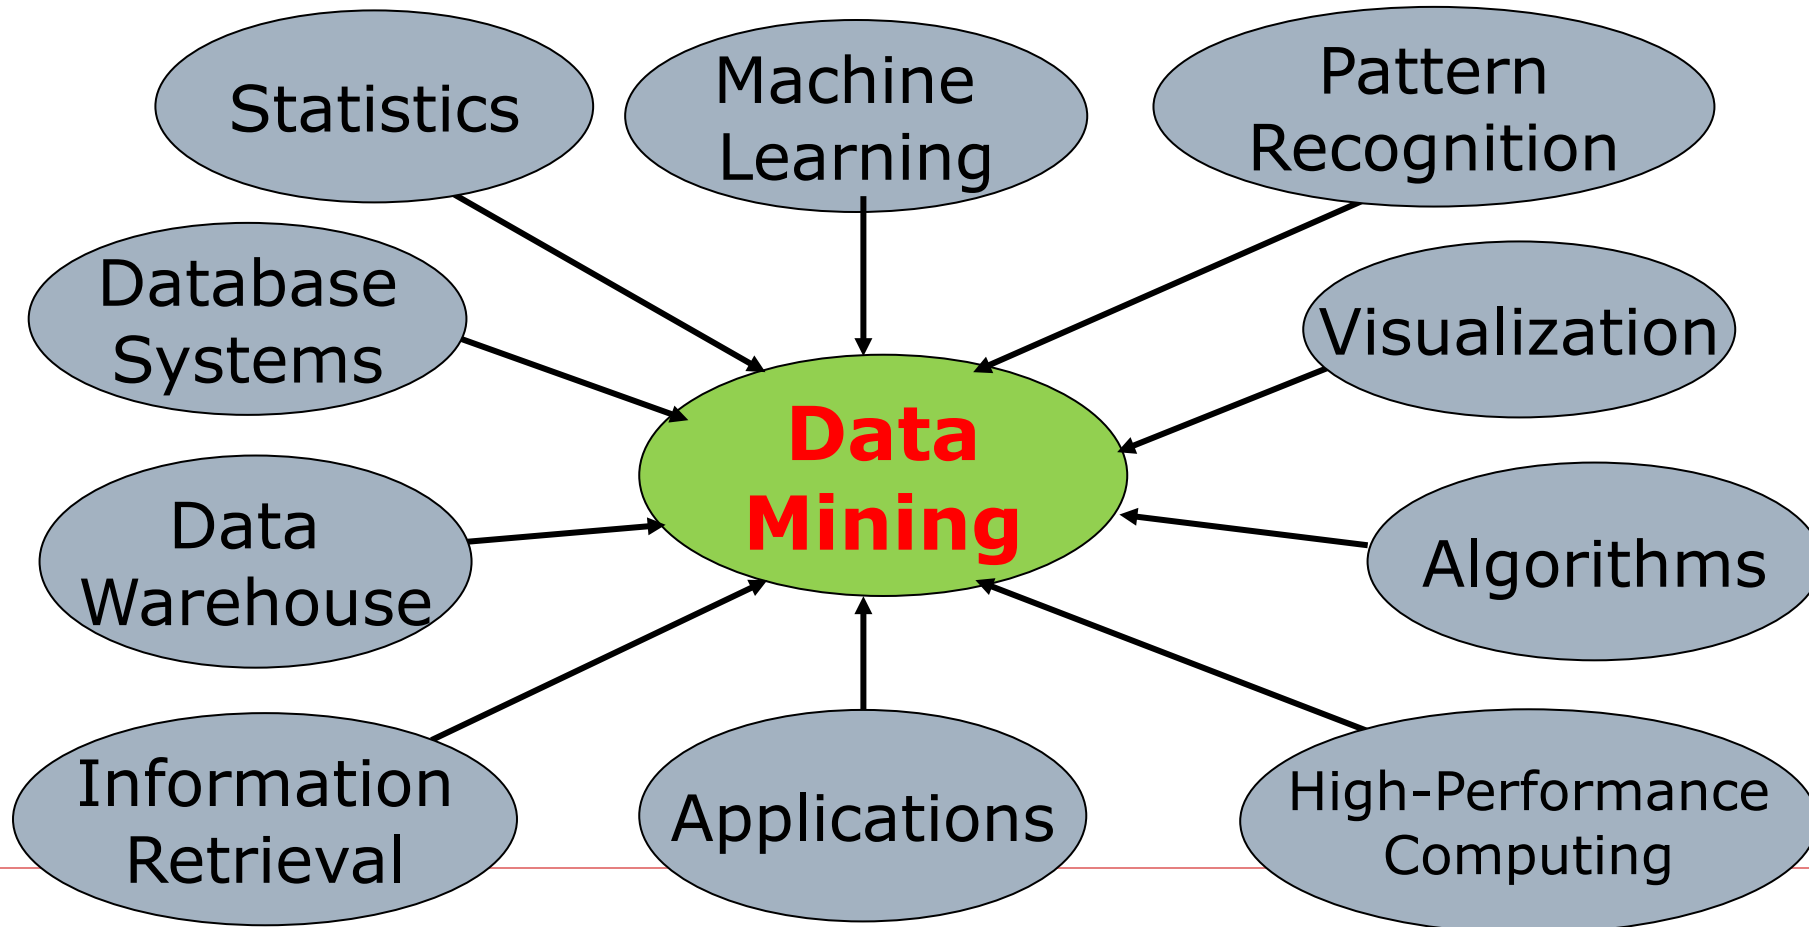 Statistics
Machine
Learning
Pattern
Recognition
Database
Systems
Visualization
Data
Mining
Data
Warehouse
Algorithms
Information
Retrieval
Applications
High-Performance
Computing